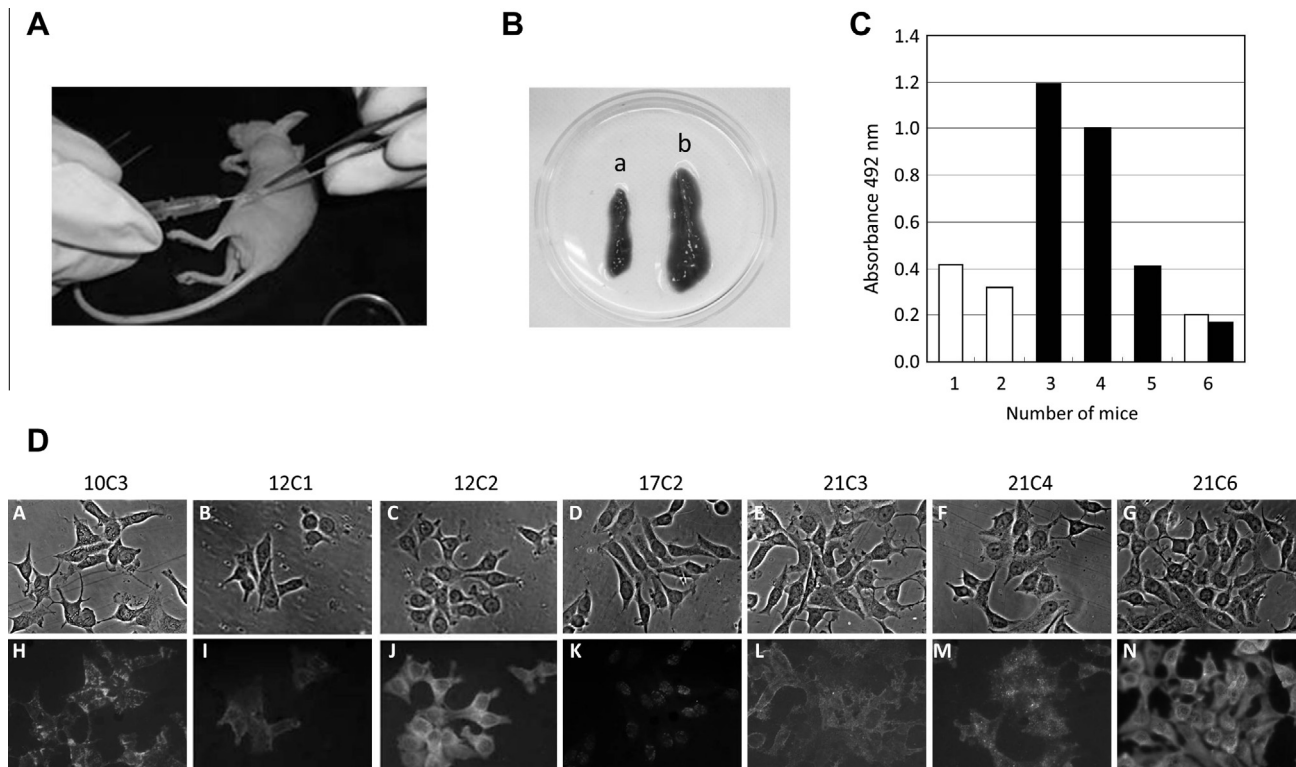 A
B
C
a
b
Absorbance 492 nm
1.4
1.2
1.0
0.8
0.6
0.4
0.2
0.0
1 2 3 4 5 6
Number of mice
D
10C3 12C1 12C2 17C2 21C3 21C4 21C6
A B C D E F G
H I J K L M N